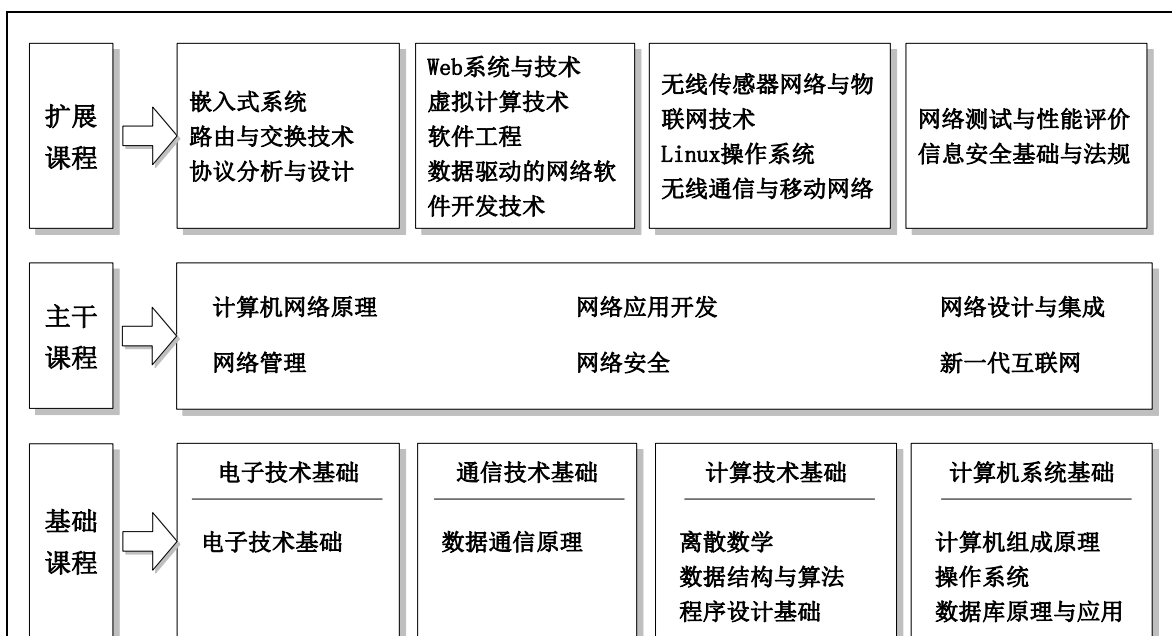 扩展
课程
嵌入式系统
路由与交换技术
协议分析与设计
Web系统与技术
虚拟计算技术
软件工程
数据驱动的网络软
件开发技术
无线传感器网络与物
联网技术
Linux操作系统
无线通信与移动网络
网络测试与性能评价
信息安全基础与法规
主干
课程
计算机网络原理
网络应用开发
网络设计与集成
网络管理
网络安全
新一代互联网
基础
课程
电子技术基础
电子技术基础
通信技术基础
数据通信原理
计算技术基础
离散数学
数据结构与算法
程序设计基础
计算机系统基础
计算机组成原理
操作系统
数据库原理与应用